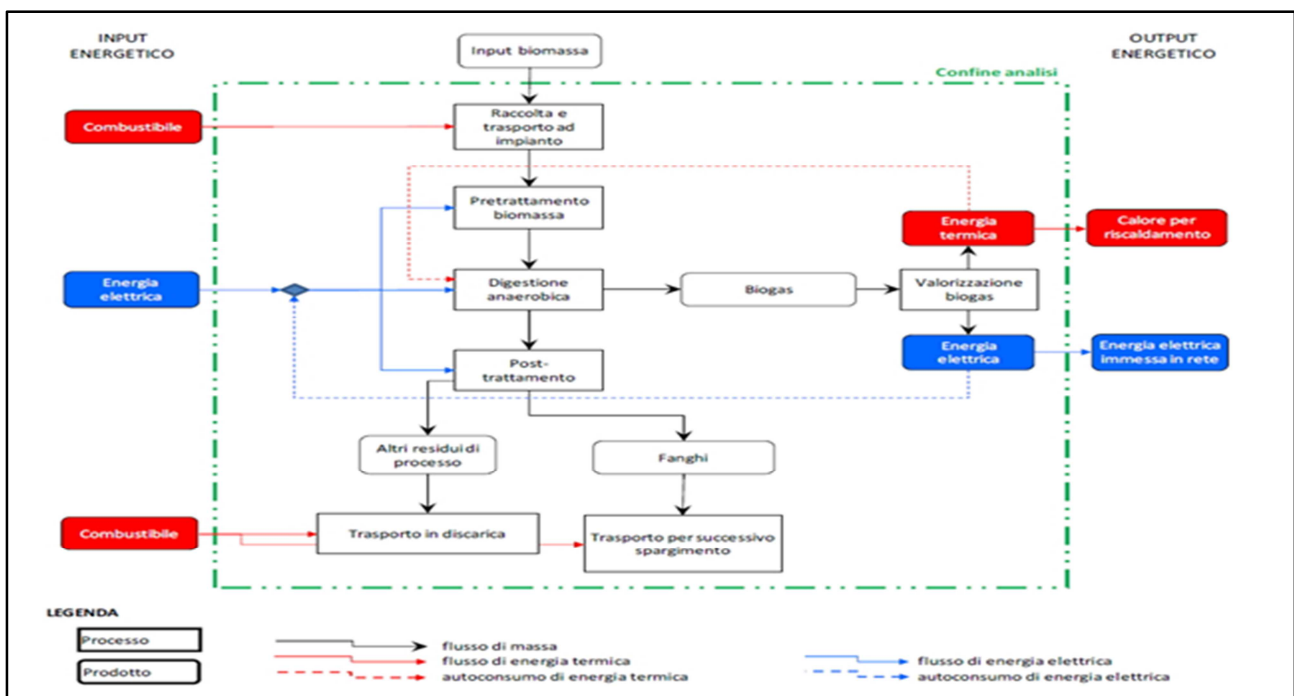 INPUT
ENERGETICO
Input biomassa
OUTPUT
ENERGETICO
Confine analisi
Combustibile
Raccolta e
trasporto ad
impianto
Pretrattamento
biomassa
Energia
termica
Calore per
riscaldamento
Energia
elettrica
Digestione
anaerobica
Biogas
Valorizzazione
biogas
Energia
elettrica
Energia elettrica
immessa in rete
Post-
trattamento
Altri residui di
processo
Fanghi
Combustibile
Trasporto in discarica
Trasporto per successivo
spargimento
LEGENDA
Processo
Prodotto
flusso di massa
flusso di energia termica
autoconsumo di energia termica
flusso di energia elettrica
autoconsumo di energia elettrica